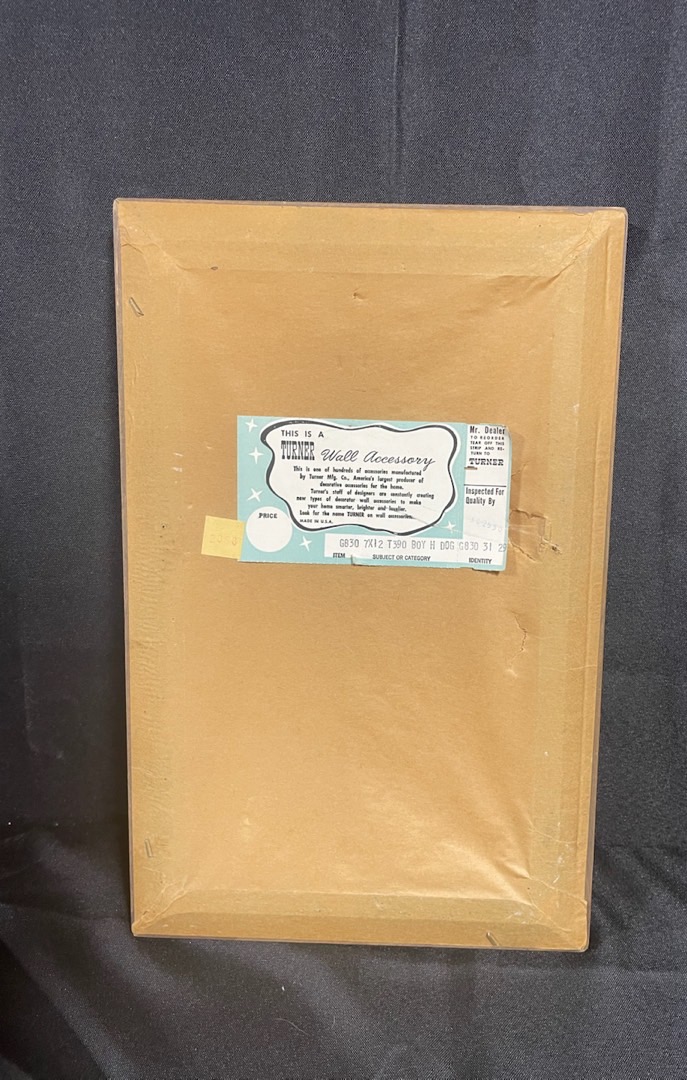 THIS IS A
TURNER Wall Accessory
This is one of hundreds of accessories manufactured
by Turner Mfg. Co., America's largest producer of
decorative accessories for the home.
Turner's staff of designers are constantly creating
new types of decorator wall accessories to make
your home smarter, brighter and lovelier.
Look for the name TURNER on wall accessories.
MADE IN U.S.A.
PRICE
Mr. Dealer
TO REORDER
TEAR OFF THIS
STRIP AND RE-
TURN TO
TURNER
Inspected For
Quality By
G830 7X12 T390 BOY H DOG G830 31 29
ITEM SUBJECT OR CATEGORY IDENTITY